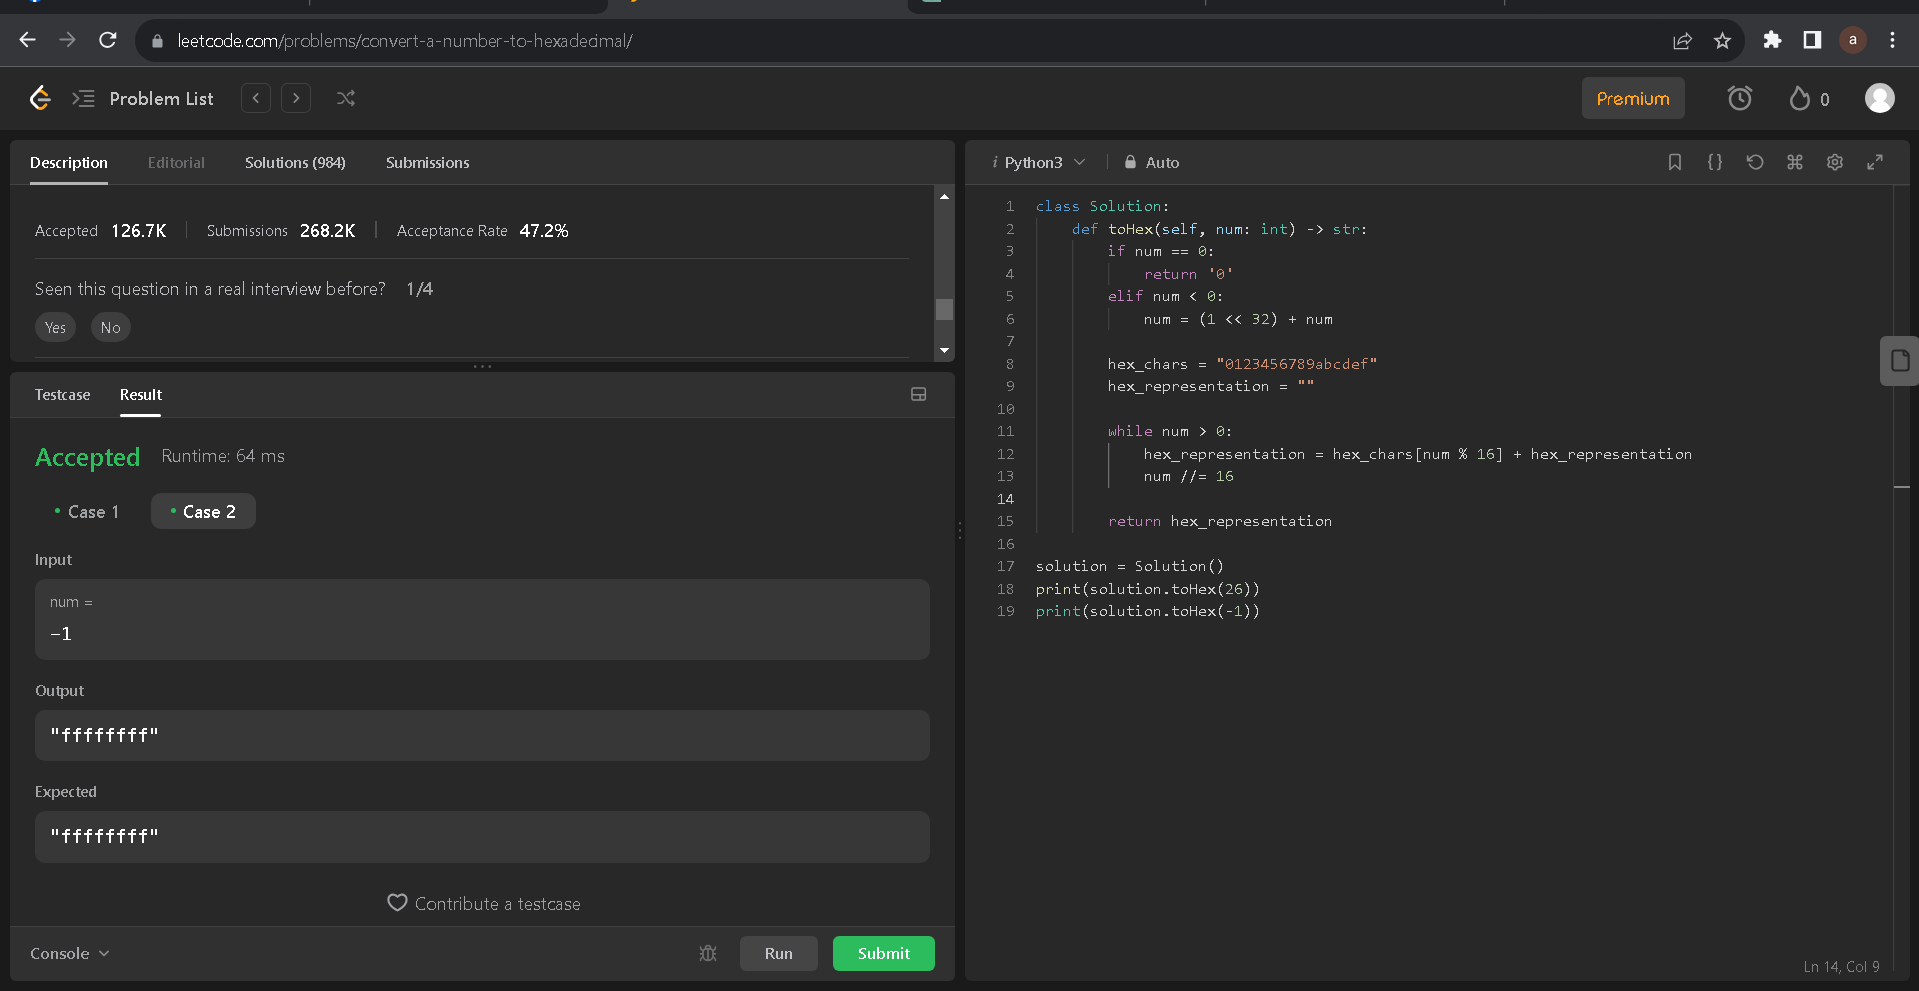 leetcode.com/problems/convert-a-number-to-hexadecimal/
a
Problem List
Premium
0
Description Editorial Solutions (984) Submissions
Accepted 126.7K Submissions 268.2K Acceptance Rate 47.2%
Seen this question in a real interview before? 1/4
Yes No
Testcase Result
Accepted Runtime: 64 ms
Case 1 Case 2
Input
num =
-1
Output
"ffffffff"
Expected
"ffffffff"
Contribute a testcase
Console Run Submit
i Python3 Auto
1 class Solution:
2 def toHex(self, num: int) -> str:
3 if num == 0:
4 return '0'
5 elif num < 0:
6 num = (1 << 32) + num
7
8 hex_chars = "0123456789abcdef"
9 hex_representation = ""
10
11 while num > 0:
12 hex_representation = hex_chars[num % 16] + hex_representation
13 num //= 16
14
15 return hex_representation
16
17 solution = Solution()
18 print(solution.toHex(26))
19 print(solution.toHex(-1))
Ln 14, Col 9